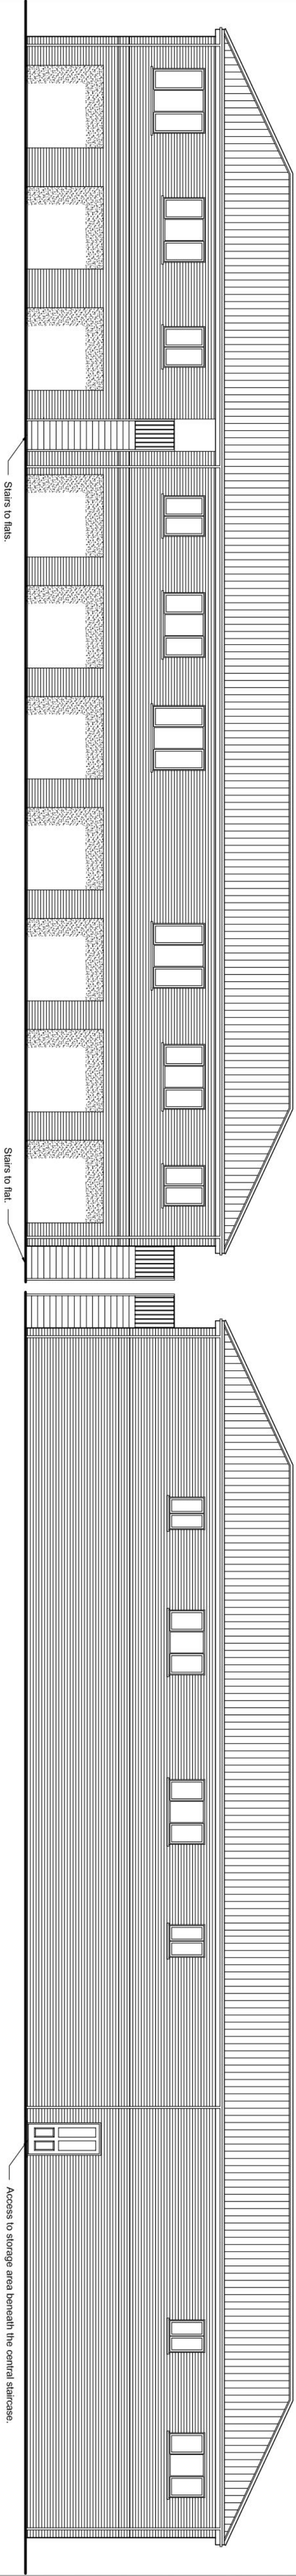 Stairs to flats.
Stairs to flat.
Access to storage area beneath the central staircase.